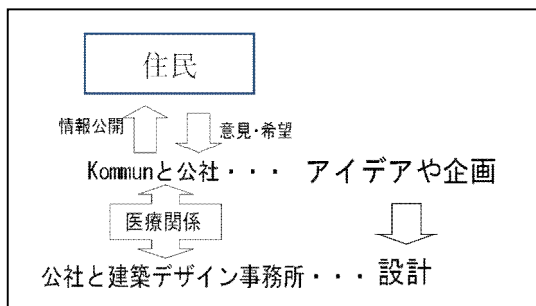 住民
情報公開 意見・希望
Kommunと公社・・・ アイデアや企画
医療関係
公社と建築デザイン事務所・・・設計